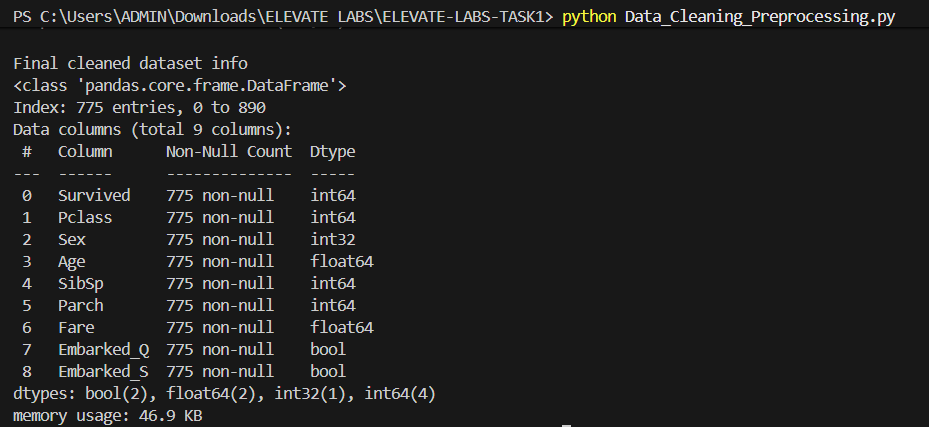 PS C:\Users\ADMIN\Downloads\ELEVATE LABS\ELEVATE-LABS-TASK1> python Data_Cleaning_Preprocessing.py
Final cleaned dataset info
<class 'pandas.core.frame.DataFrame'>
Index: 775 entries, 0 to 890
Data columns (total 9 columns):
 #   Column      Non-Null Count  Dtype
---  ------      --------------  -----
 0   Survived    775 non-null    int64
 1   Pclass      775 non-null    int64
 2   Sex         775 non-null    int32
 3   Age         775 non-null    float64
 4   SibSp       775 non-null    int64
 5   Parch       775 non-null    int64
 6   Fare        775 non-null    float64
 7   Embarked_Q  775 non-null    bool
 8   Embarked_S  775 non-null    bool
dtypes: bool(2), float64(2), int32(1), int64(4)
memory usage: 46.9 KB